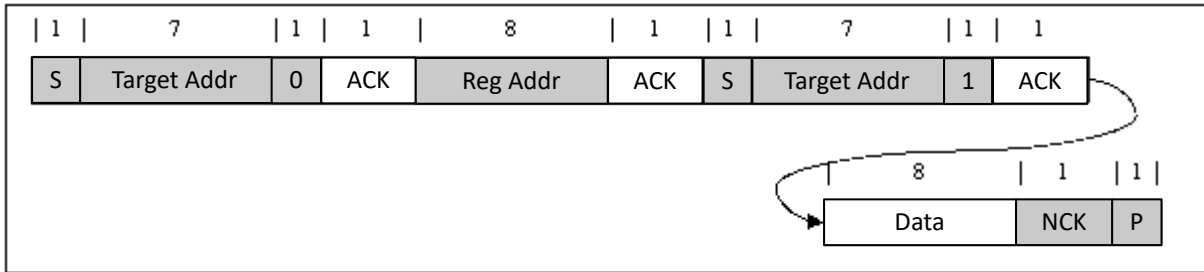 | 1 | 7 | 1 | 1 | 8 | 1 | 1 | 7 | 1 | 1
S Target Addr 0 ACK Reg Addr ACK S Target Addr 1 ACK
| 8 | 1 | 1 |
Data NCK P